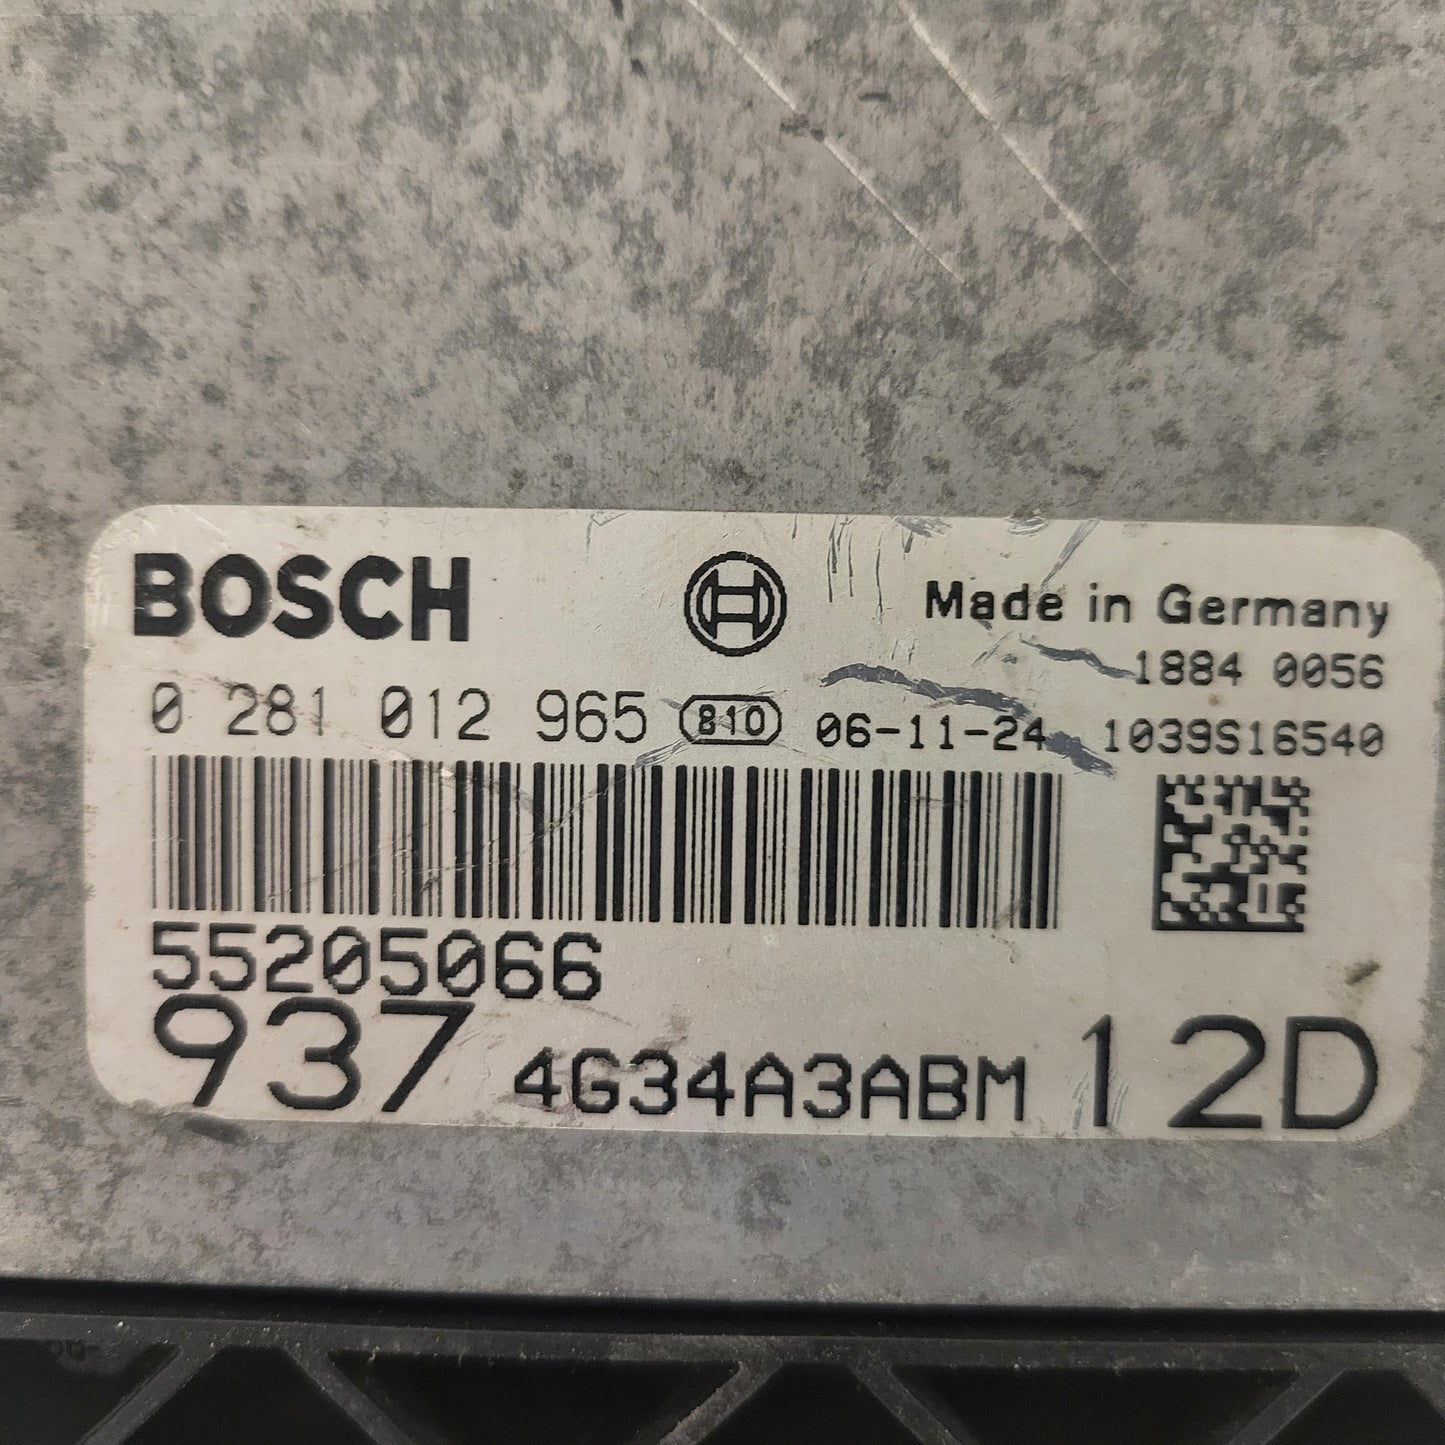 BOSCH Made in Germany
1884 0056
0 281 012 965 810 06-11-24 1039S16540
55205066
937 4G34A3ABM 12D